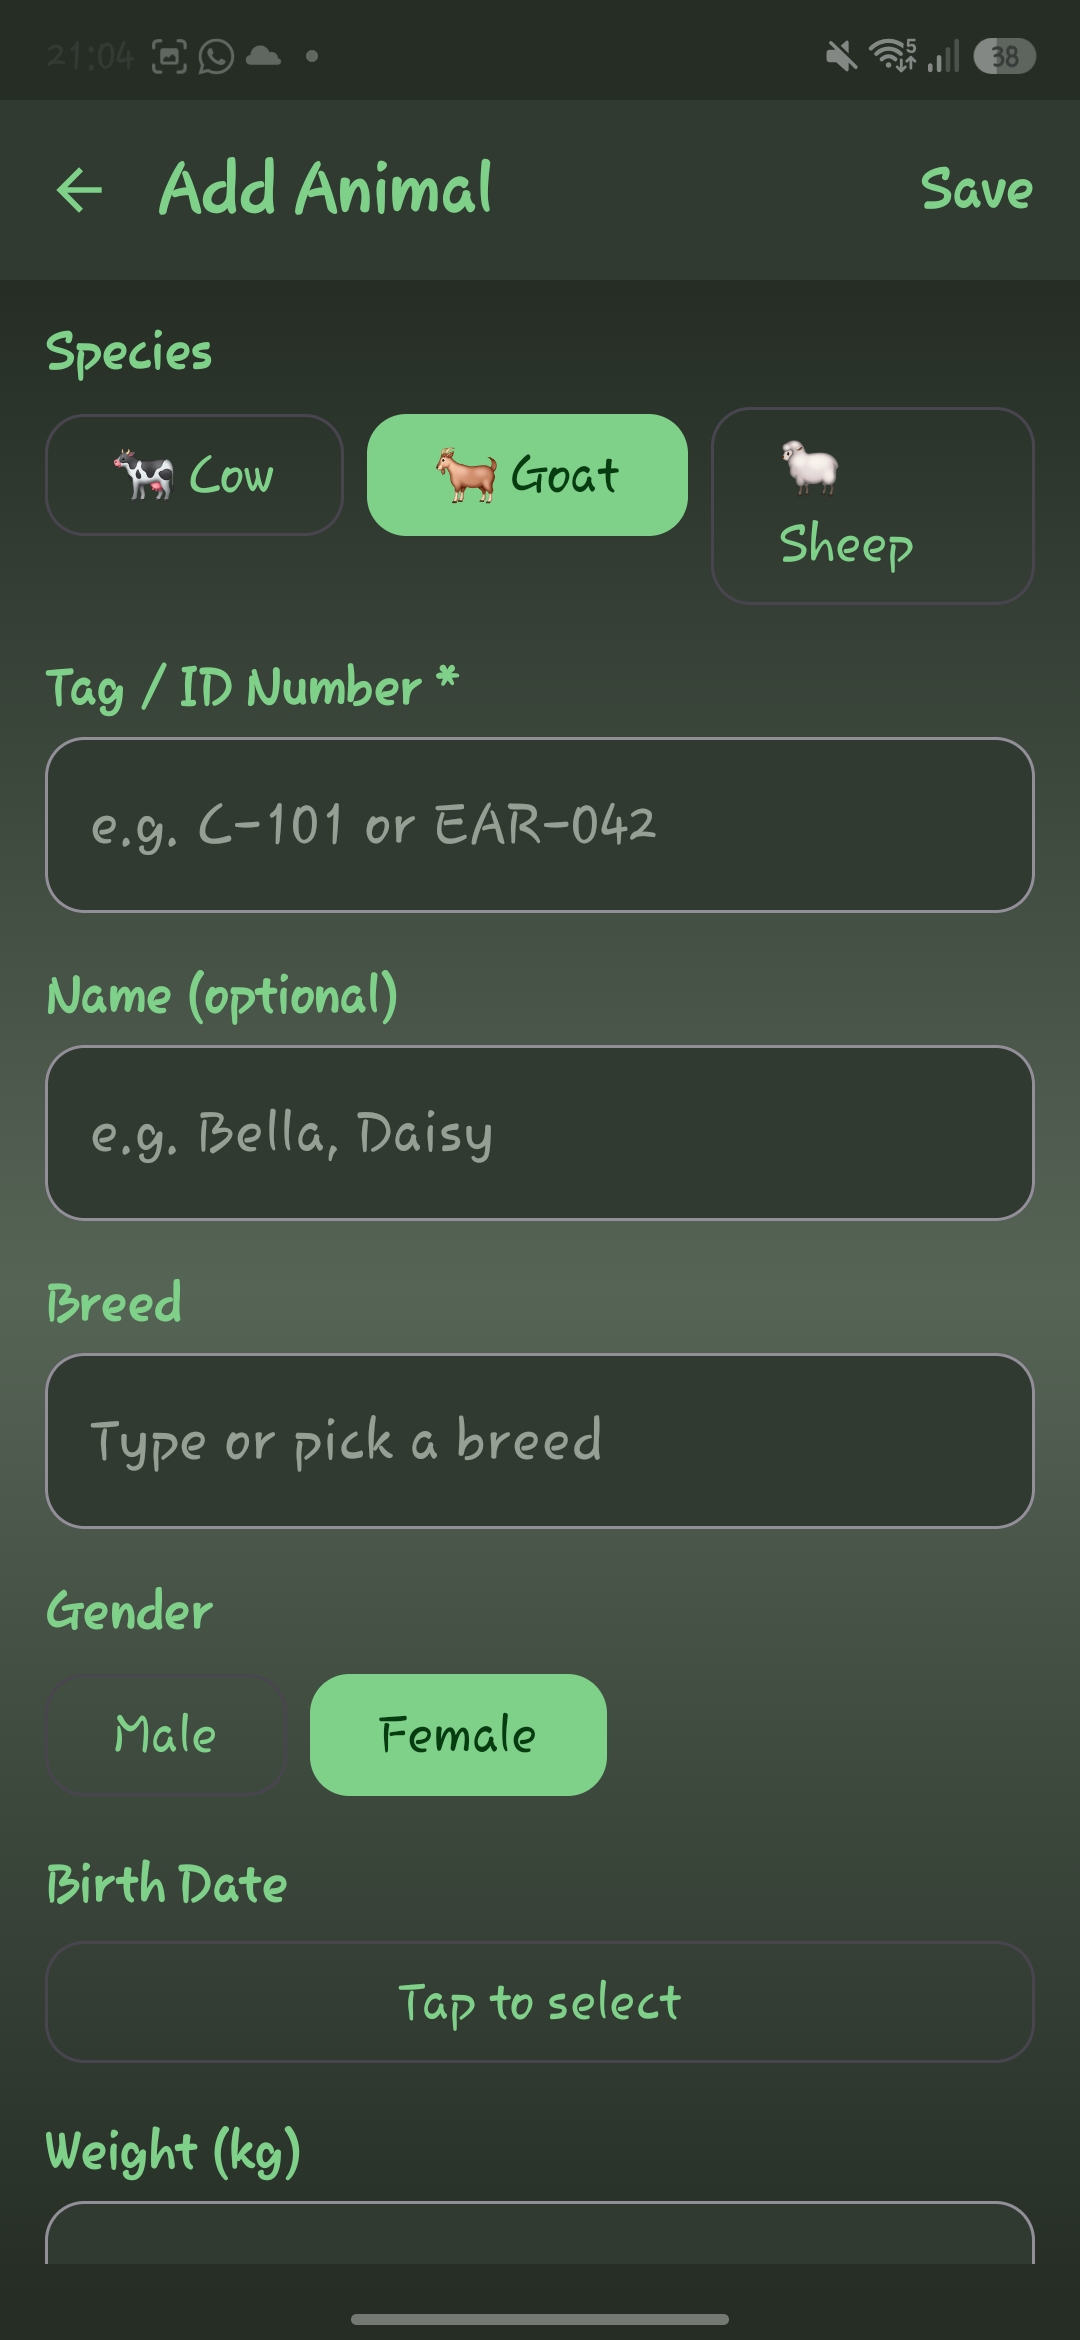 21:04
5
38
Add Animal
Save
Species
Cow
Goat
Sheep
Tag / ID Number *
e.g. C-101 or EAR-042
Name (optional)
e.g. Bella, Daisy
Breed
Type or pick a breed
Gender
Male
Female
Birth Date
Tap to select
Weight (kg)